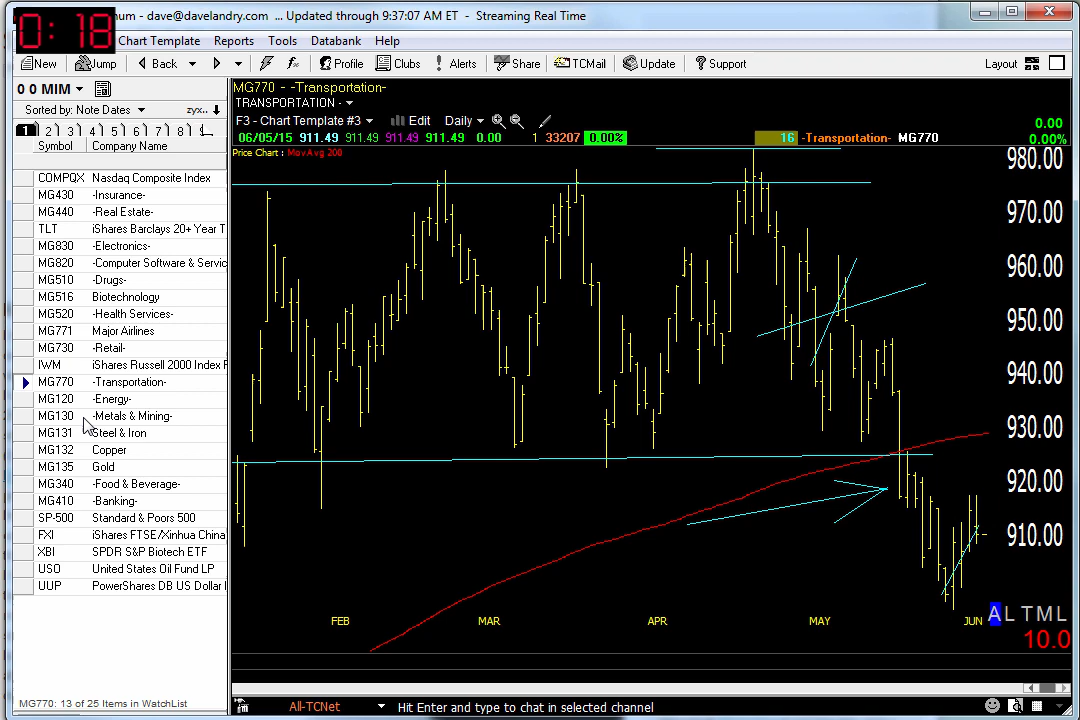 0:18
num - dave@davelandry.com ... Updated through 9:37:07 AM ET - Streaming Real Time
Chart Template Reports Tools Databank Help
New Jump Back Profile Clubs Alerts Share TCMail Update Support Layout
0 0 MIM
Sorted by: Note Dates zyx..
1 2 3 4 5 6 7 8
Symbol Company Name
COMPQX Nasdaq Composite Index
MG430 -Insurance-
MG440 -Real Estate-
TLT iShares Barclays 20+ Year T
MG830 -Electronics-
MG820 -Computer Software & Servic
MG510 -Drugs-
MG516 Biotechnology
MG520 -Health Services-
MG771 Major Airlines
MG730 -Retail-
IWM iShares Russell 2000 Index F
MG770 -Transportation-
MG120 -Energy-
MG130 -Metals & Mining-
MG131 Steel & Iron
MG132 Copper
MG135 Gold
MG340 -Food & Beverage-
MG410 -Banking-
SP-500 Standard & Poors 500
FXI iShares FTSE/Xinhua China
XBI SPDR S&P Biotech ETF
USO United States Oil Fund LP
UUP PowerShares DB US Dollar I
MG770: 13 of 25 Items in WatchList
MG770 - -Transportation-
TRANSPORTATION -
F3 - Chart Template #3 Edit Daily
0.00
06/05/15 911.49 911.49 911.49 911.49 0.00 1 33207 0.00% 16 -Transportation- MG770 0.00%
Price Chart : MovAvg 200
980.00
970.00
960.00
950.00
940.00
930.00
920.00
910.00
FEB MAR APR MAY JUN
A L T M L
10.0
All-TCNet Hit Enter and type to chat in selected channel